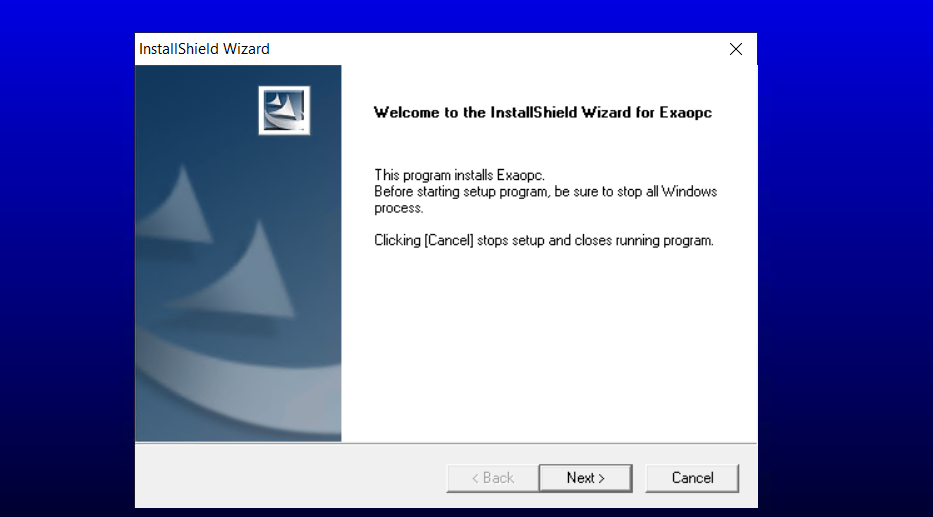 InstallShield Wizard
Welcome to the InstallShield Wizard for Exaopc
This program installs Exaopc.
Before starting setup program, be sure to stop all Windows
process.
Clicking [Cancel] stops setup and closes running program.
< Back
Next >
Cancel